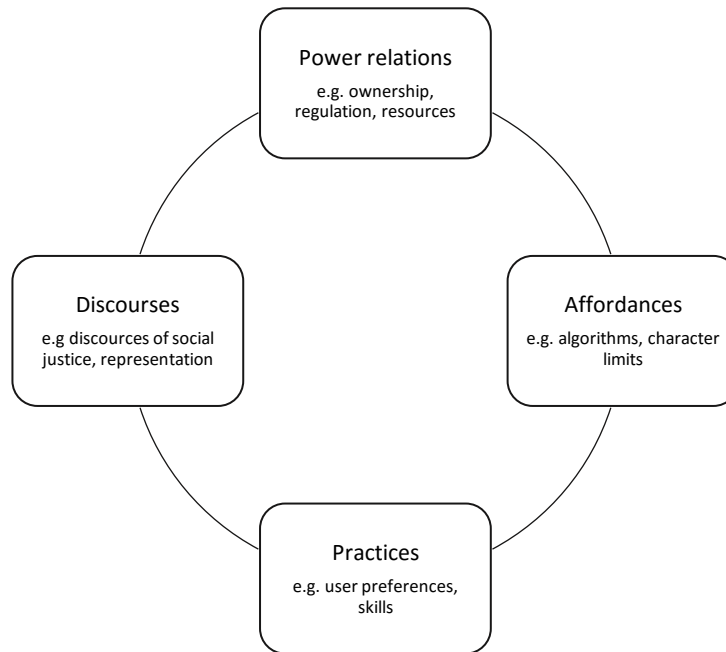 Power relations
e.g. ownership,
regulation, resources
Discourses
e.g discources of social
justice, representation
Affordances
e.g. algorithms, character
limits
Practices
e.g. user preferences,
skills